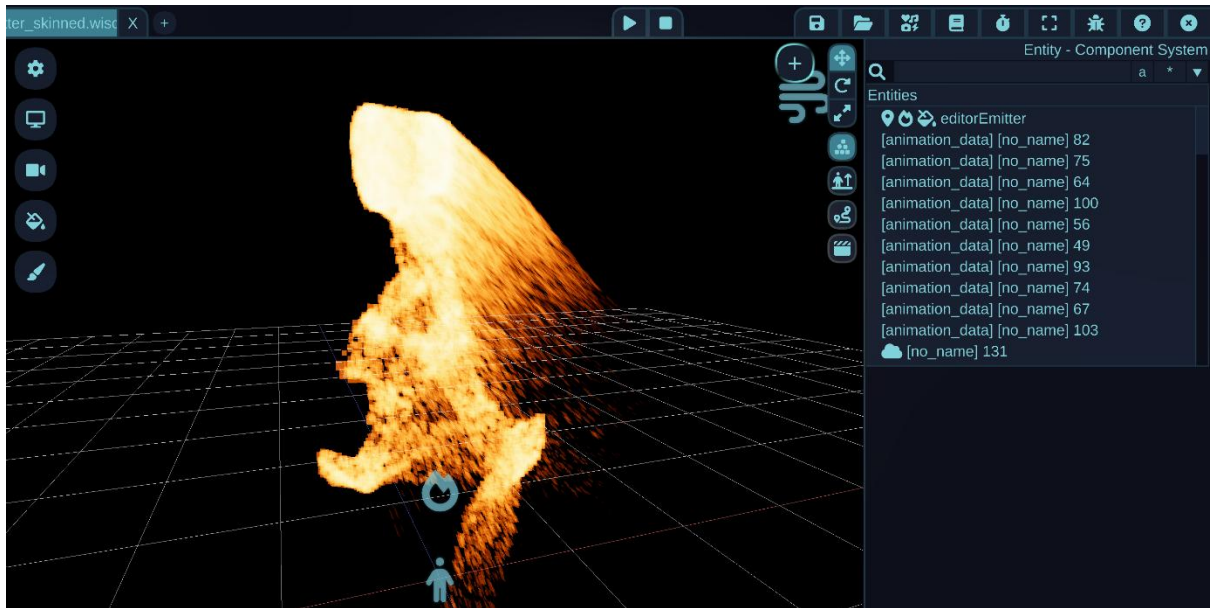 ter_skinned.wisc X +
Entity - Component System
a * ▼
Entities
editorEmitter
[animation_data] [no_name] 82
[animation_data] [no_name] 75
[animation_data] [no_name] 64
[animation_data] [no_name] 100
[animation_data] [no_name] 56
[animation_data] [no_name] 49
[animation_data] [no_name] 93
[animation_data] [no_name] 74
[animation_data] [no_name] 67
[animation_data] [no_name] 103
[no_name] 131